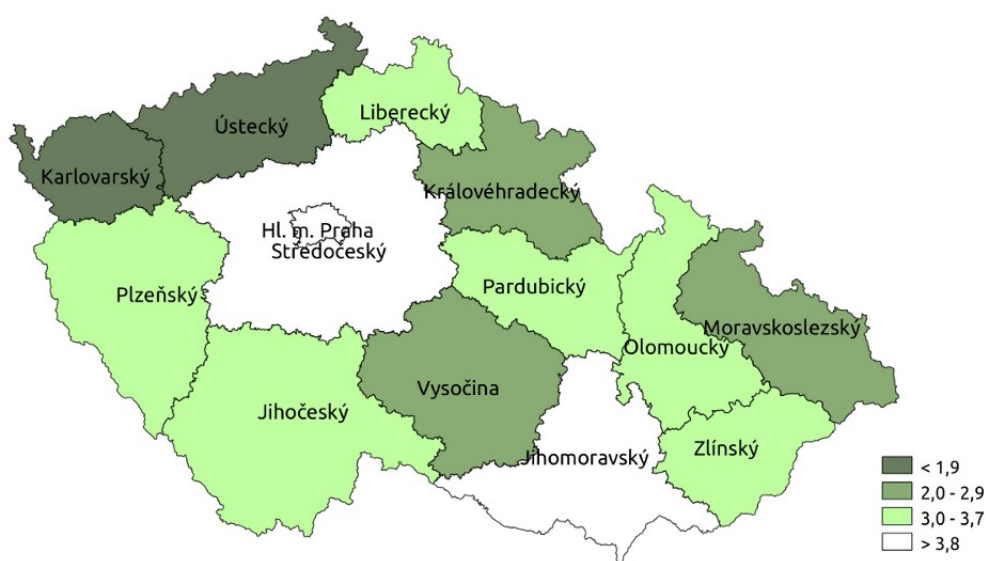 Liberecký
Ústecký
Karlovarský
Královéhradecký
Hl. m. Praha
Středočeský
Pardubický
Plzeňský
Moravskoslezský
Olomoucký
Vysočina
Jihočeský
Zlínský
Jihomoravský
< 1,9
2,0 - 2,9
3,0 - 3,7
> 3,8